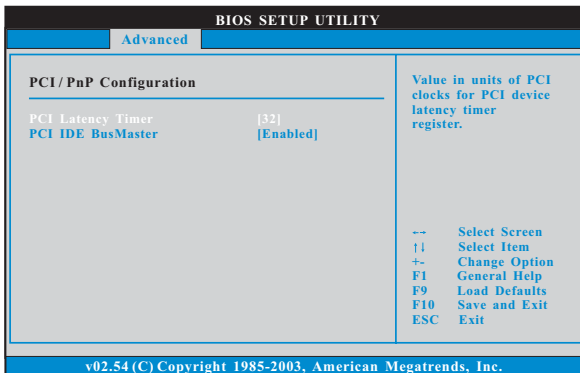 BIOS SETUP UTILITY
Advanced
PCI / PnP Configuration
PCI Latency Timer [32]
PCI IDE BusMaster [Enabled]
Value in units of PCI
clocks for PCI device
latency timer
register.
←→ Select Screen
↑↓ Select Item
+- Change Option
F1 General Help
F9 Load Defaults
F10 Save and Exit
ESC Exit
v02.54 (C) Copyright 1985-2003, American Megatrends, Inc.